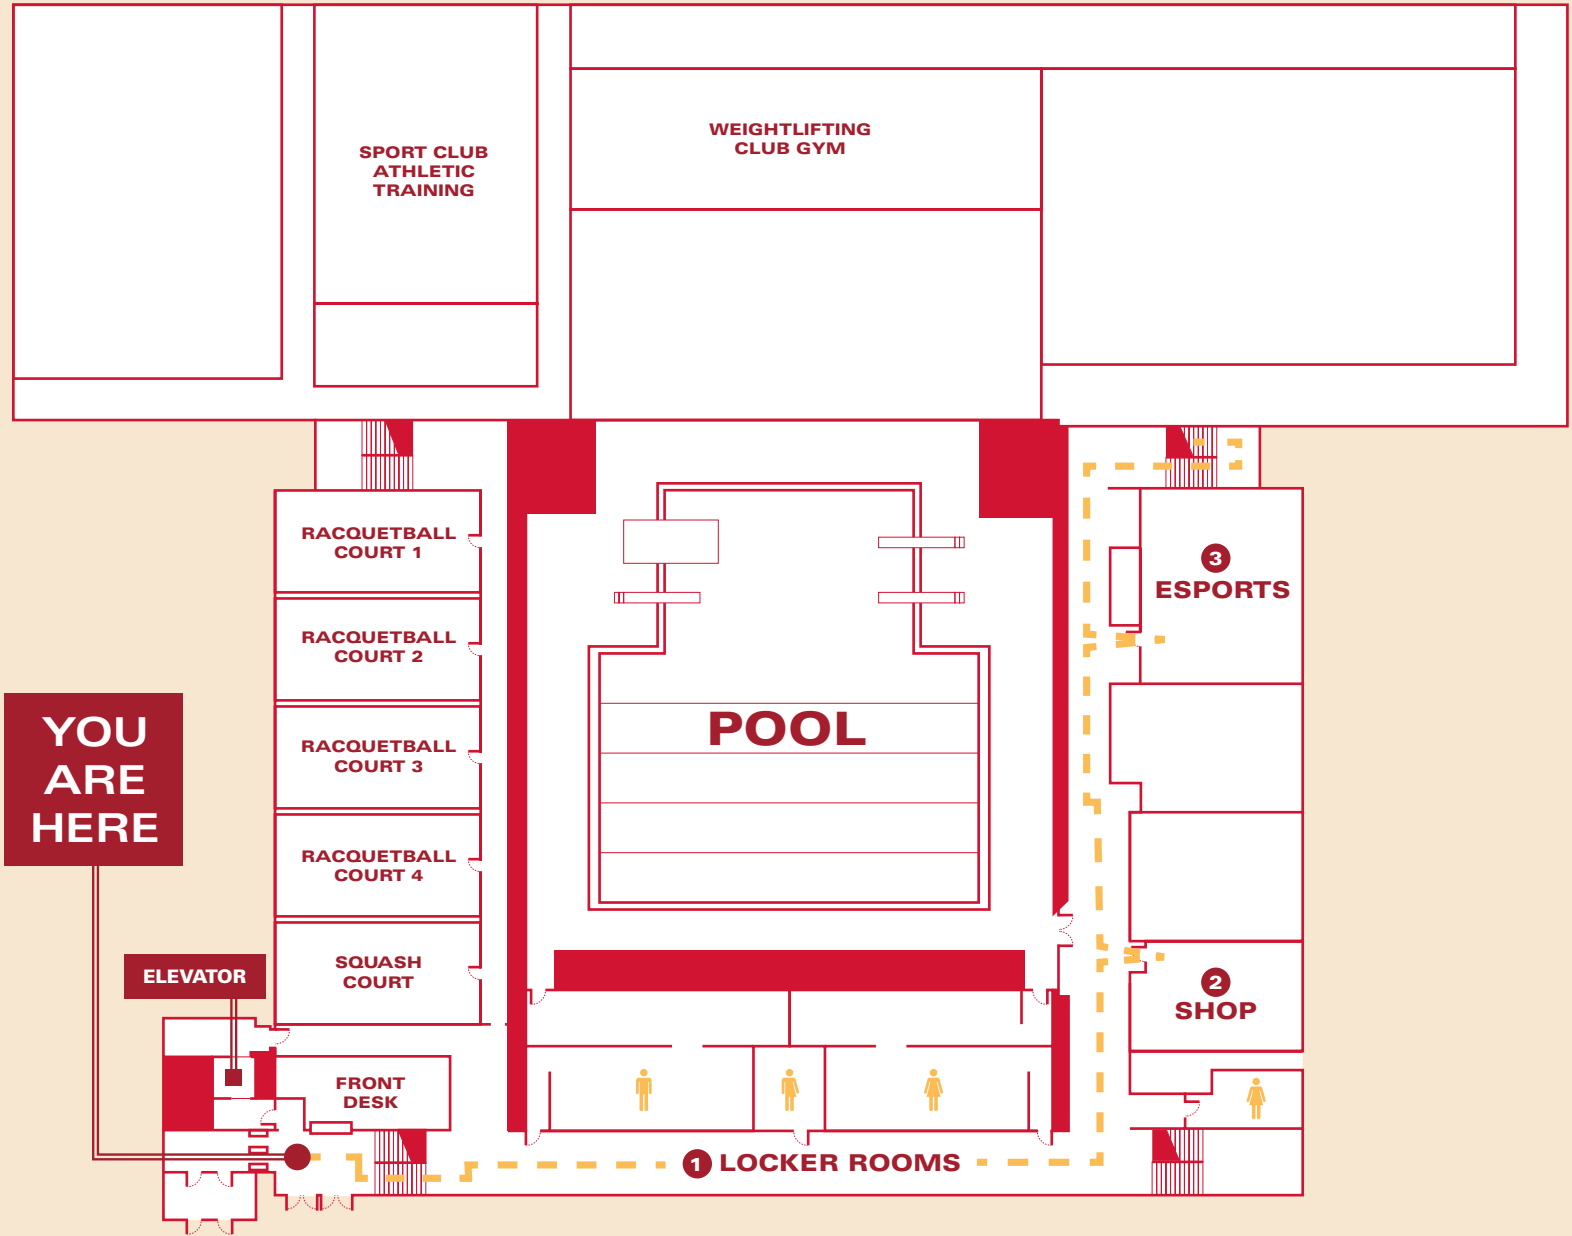 SPORT CLUB
ATHLETIC
TRAINING
WEIGHTLIFTING
CLUB GYM
RACQUETBALL
COURT 1
RACQUETBALL
COURT 2
RACQUETBALL
COURT 3
RACQUETBALL
COURT 4
SQUASH
COURT
POOL
3
ESPORTS
YOU
ARE
HERE
ELEVATOR
2
SHOP
FRONT
DESK
1 LOCKER ROOMS